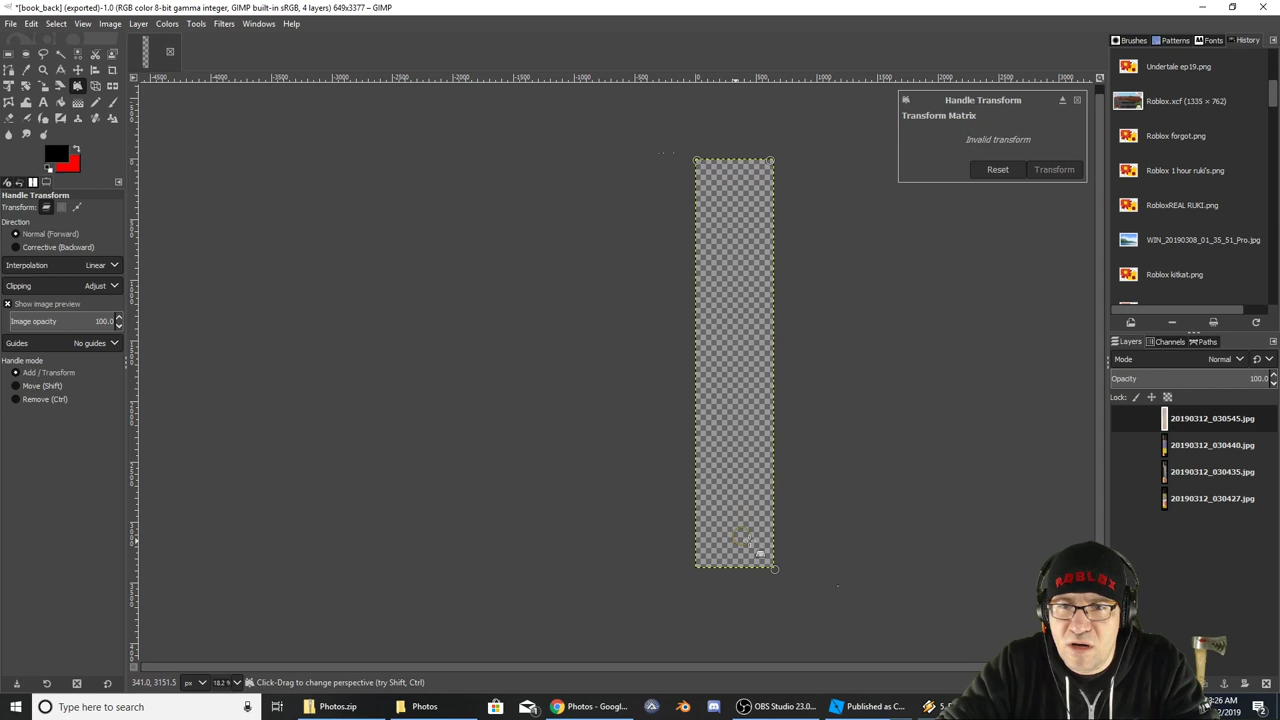 *[book_back] (exported)-1.0 (RGB color 8-bit gamma integer, GIMP built-in sRGB, 4 layers) 649x3377 – GIMP
File Edit Select View Image Layer Colors Tools Filters Windows Help
Brushes Patterns Fonts History
Undertale ep19.png
Roblox.xcf (1335 × 762)
Roblox forgot.png
Roblox 1 hour ruki's.png
RobloxREAL RUKI.png
WIN_20190308_01_35_51_Pro.jpg
Roblox kitkat.png
Handle Transform
Transform Matrix
Invalid transform
Reset Transform
Handle Transform
Transform:
Direction
Normal (Forward)
Corrective (Backward)
Interpolation Linear
Clipping Adjust
Show image preview
Image opacity 100.0
Guides No guides
Handle mode
Add / Transform
Move (Shift)
Remove (Ctrl)
Layers Channels Paths
Mode Normal
Opacity 100.0
Lock:
20190312_030545.jpg
20190312_030440.jpg
20190312_030435.jpg
20190312_030427.jpg
ROBLOX
341.0, 3151.5 px 18.2 % Click-Drag to change perspective (try Shift, Ctrl)
Type here to search
Photos.zip
Photos
Photos - Googl...
OBS Studio 23.0...
Published as C...